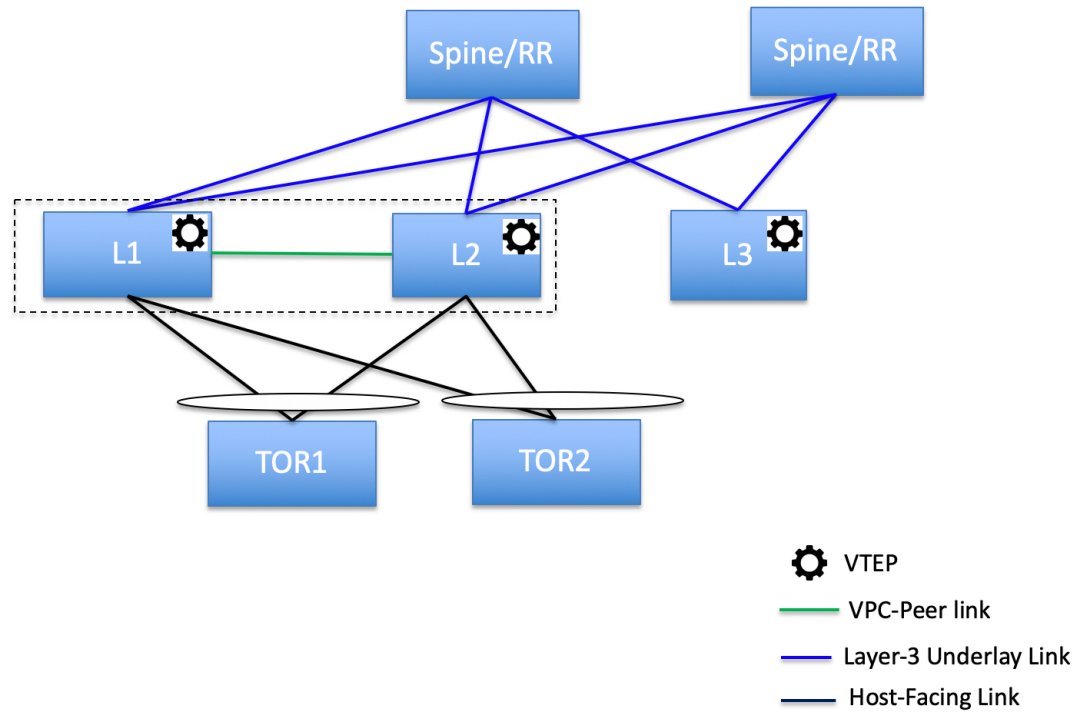 Spine/RR
Spine/RR
L1
L2
L3
TOR1
TOR2
VTEP
VPC-Peer link
Layer-3 Underlay Link
Host-Facing Link